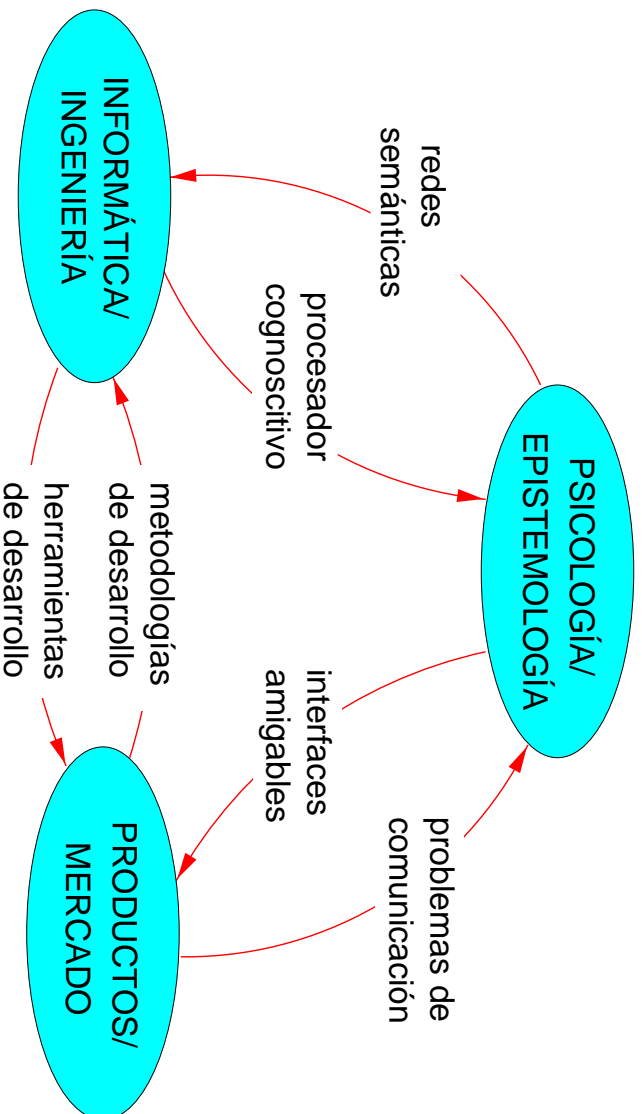 PSICOLOGÍA/
EPISTEMOLOGÍA
redes
semánticas
procesador
cognoscitivo
interfaces
amigables
problemas de
comunicación
INFORMÁTICA/
INGENIERÍA
metodologías
de desarrollo
herramientas
de desarrollo
PRODUCTOS/
MERCADO